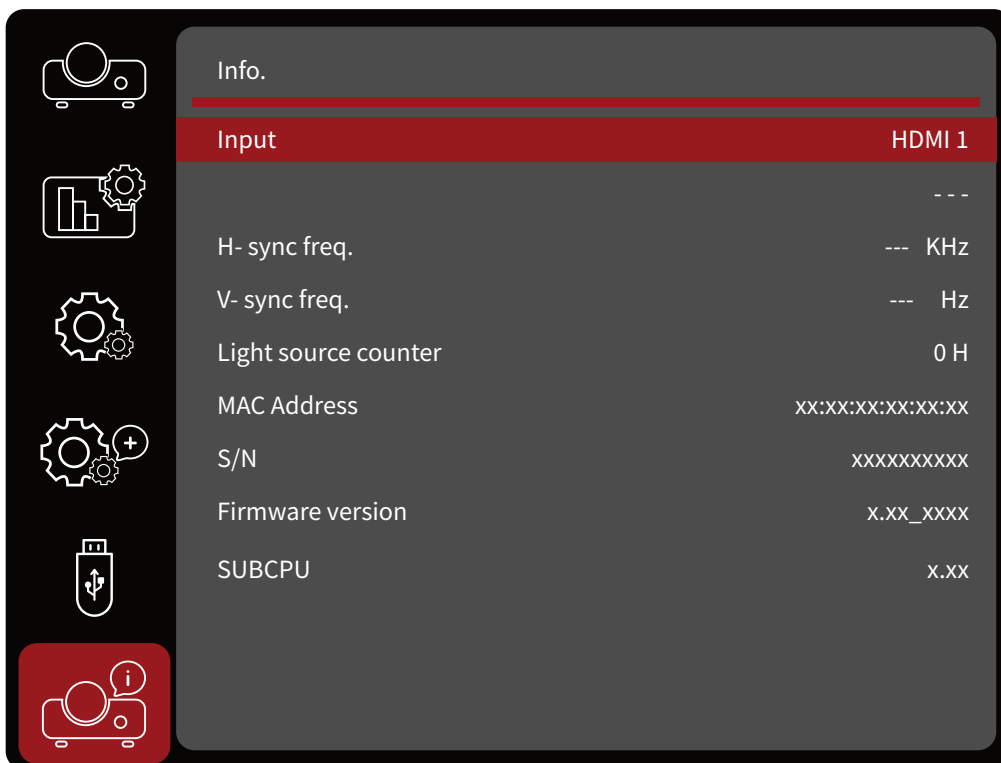 Info.
Input HDMI 1
- - -
H- sync freq. --- KHz
V- sync freq. --- Hz
Light source counter 0 H
MAC Address xx:xx:xx:xx:xx:xx
S/N xxxxxxxxxx
Firmware version x.xx_xxxx
SUBCPU x.xx
+
i